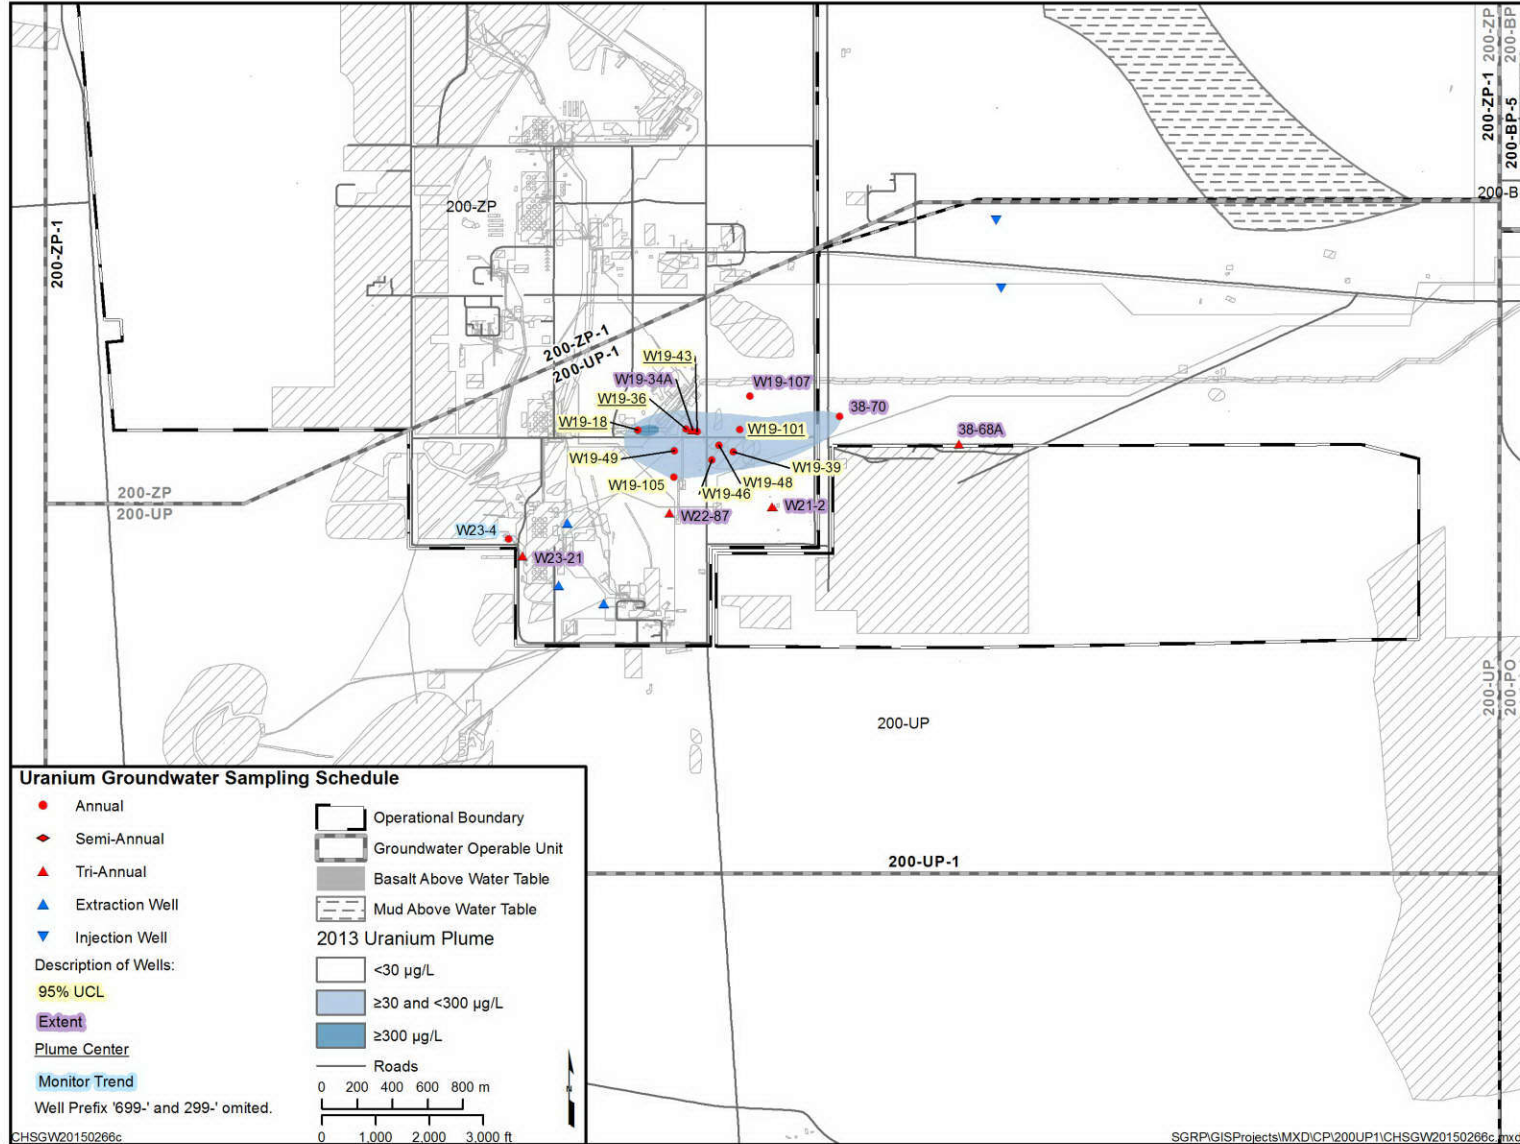 200-ZP
200-BP
200-ZP-1
200-BP-5
200-ZP
200-B
200-ZP-1
200-ZP-1
200-UP-1
W19-43
W19-34A
W19-107
W19-36
38-70
W19-18
W19-101
38-68A
W19-49
W19-39
W19-105
W19-48
W19-46
200-ZP
200-UP
W21-2
W22-87
W23-4
W23-21
200-UP
200-PO
200-UP
200-UP-1
Uranium Groundwater Sampling Schedule
Annual
Semi-Annual
Tri-Annual
Extraction Well
Injection Well
Description of Wells:
95% UCL
Extent
Plume Center
Monitor Trend
Well Prefix '699-' and 299-' omited.
Operational Boundary
Groundwater Operable Unit
Basalt Above Water Table
Mud Above Water Table
2013 Uranium Plume
<30 µg/L
≥30 and <300 µg/L
≥300 µg/L
Roads
0 200 400 600 800 m
0 1,000 2,000 3,000 ft
N
CHSGW20150266c
SGRP\GISProjects\MXD\CP\200UP1\CHSGW20150266c.mxd